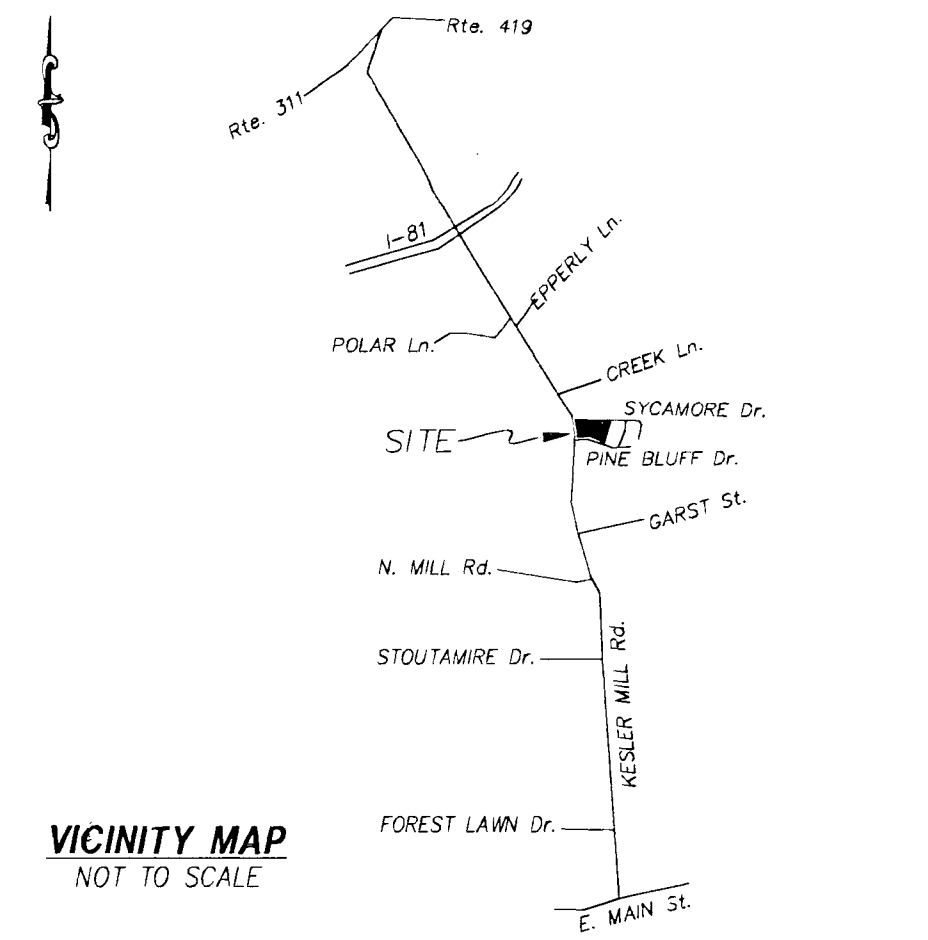 Rte. 419
Rte. 311
I-81
EPPERLY Ln.
POLAR Ln.
CREEK Ln.
SYCAMORE Dr.
SITE
PINE BLUFF Dr.
GARST St.
N. MILL Rd.
STOUTAMIRE Dr.
KESLER MILL Rd.
FOREST LAWN Dr.
VICINITY MAP
NOT TO SCALE
E. MAIN St.